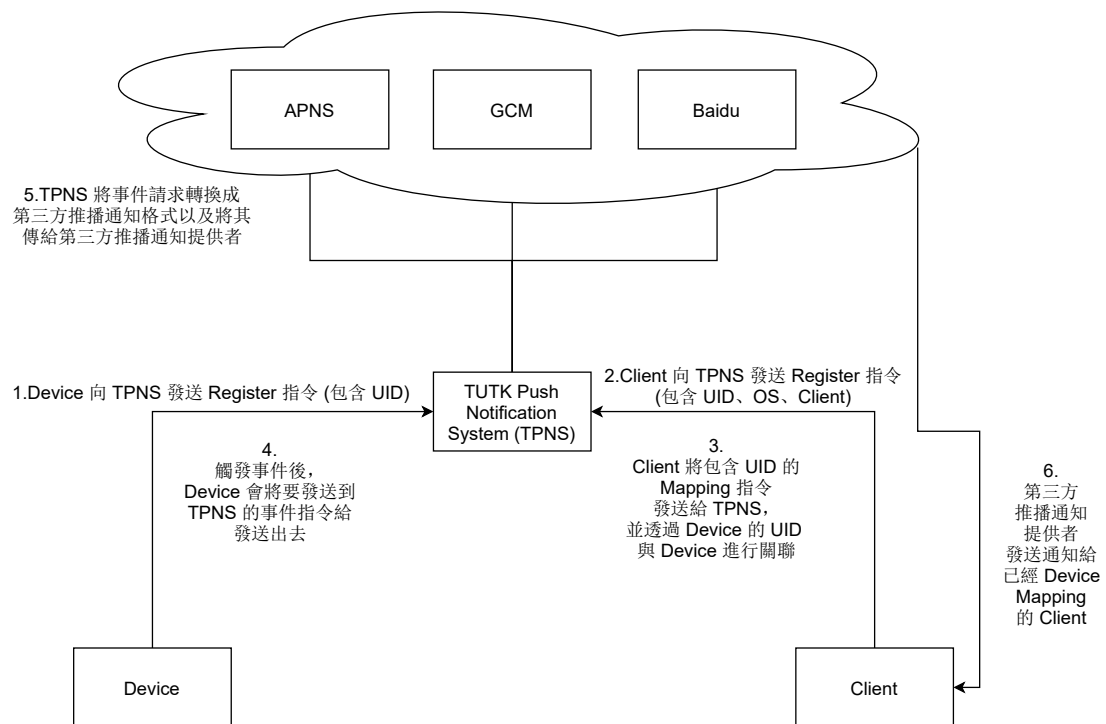 APNS
GCM
Baidu
5.TPNS 將事件請求轉換成
第三方推播通知格式以及將其
傳給第三方推播通知提供者
1.Device 向 TPNS 發送 Register 指令 (包含 UID)
TUTK Push
Notification
System (TPNS)
2.Client 向 TPNS 發送 Register 指令
(包含 UID、OS、Client)
4.
觸發事件後,
Device 會將要發送到
TPNS 的事件指令給
發送出去
3.
Client 將包含 UID 的
Mapping 指令
發送給 TPNS,
並透過 Device 的 UID
與 Device 進行關聯
6.
第三方
推播通知
提供者
發送通知給
已經 Device
Mapping
的 Client
Device
Client